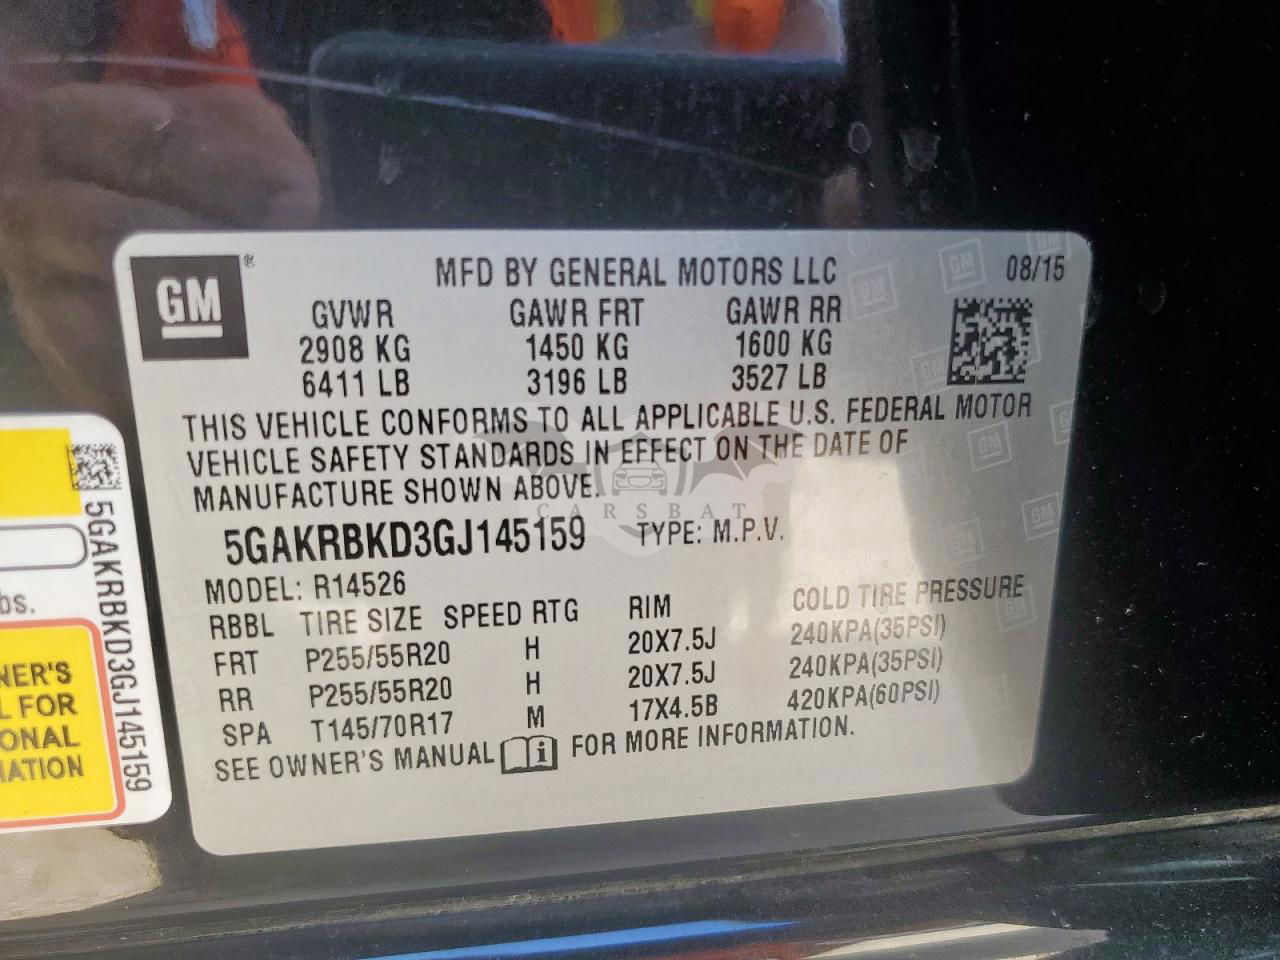 GM®
MFD BY GENERAL MOTORS LLC 08/15
GVWR GAWR FRT GAWR RR
2908 KG 1450 KG 1600 KG
6411 LB 3196 LB 3527 LB
THIS VEHICLE CONFORMS TO ALL APPLICABLE U.S. FEDERAL MOTOR
VEHICLE SAFETY STANDARDS IN EFFECT ON THE DATE OF
MANUFACTURE SHOWN ABOVE.
5GAKRBKD3GJ145159 TYPE: M.P.V.
MODEL: R14526
RBBL TIRE SIZE SPEED RTG RIM COLD TIRE PRESSURE
FRT P255/55R20 H 20X7.5J 240KPA(35PSI)
RR P255/55R20 H 20X7.5J 240KPA(35PSI)
SPA T145/70R17 M 17X4.5B 420KPA(60PSI)
SEE OWNER'S MANUAL i FOR MORE INFORMATION.
CARSBAT
5GAKRBKD3GJ145159
bs.
NER'S
L FOR
ONAL
MATION